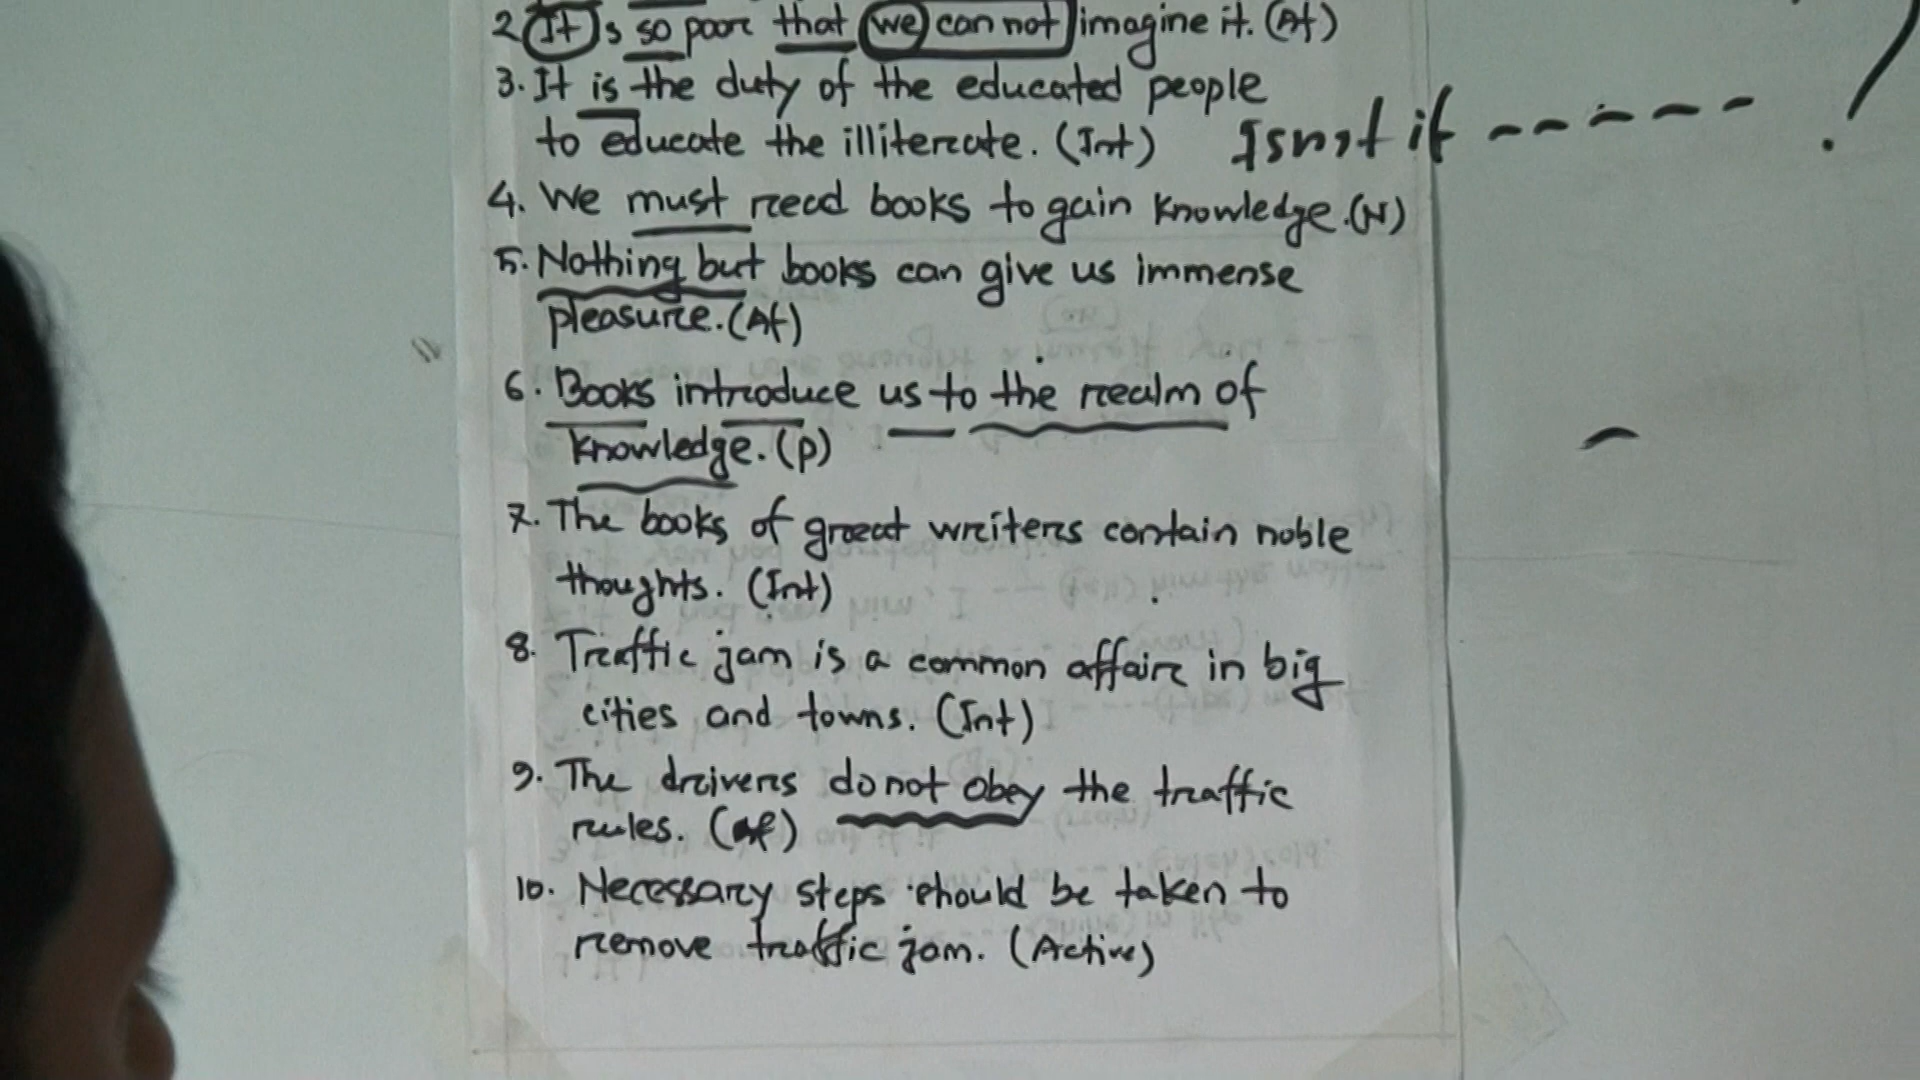 2. It is so poor that we can not imagine it. (Af)
3. It is the duty of the educated people
to educate the illiterate. (Int)
Isn't it ------ ?
4. We must read books to gain knowledge. (N)
5. Nothing but books can give us immense
pleasure. (Af)
6. Books introduce us to the realm of
knowledge. (P)
7. The books of great writers contain noble
thoughts. (Int)
8. Traffic jam is a common affair in big
cities and towns. (Int)
9. The drivers do not obey the traffic
rules. (Af)
10. Necessary steps should be taken to
remove traffic jam. (Active)